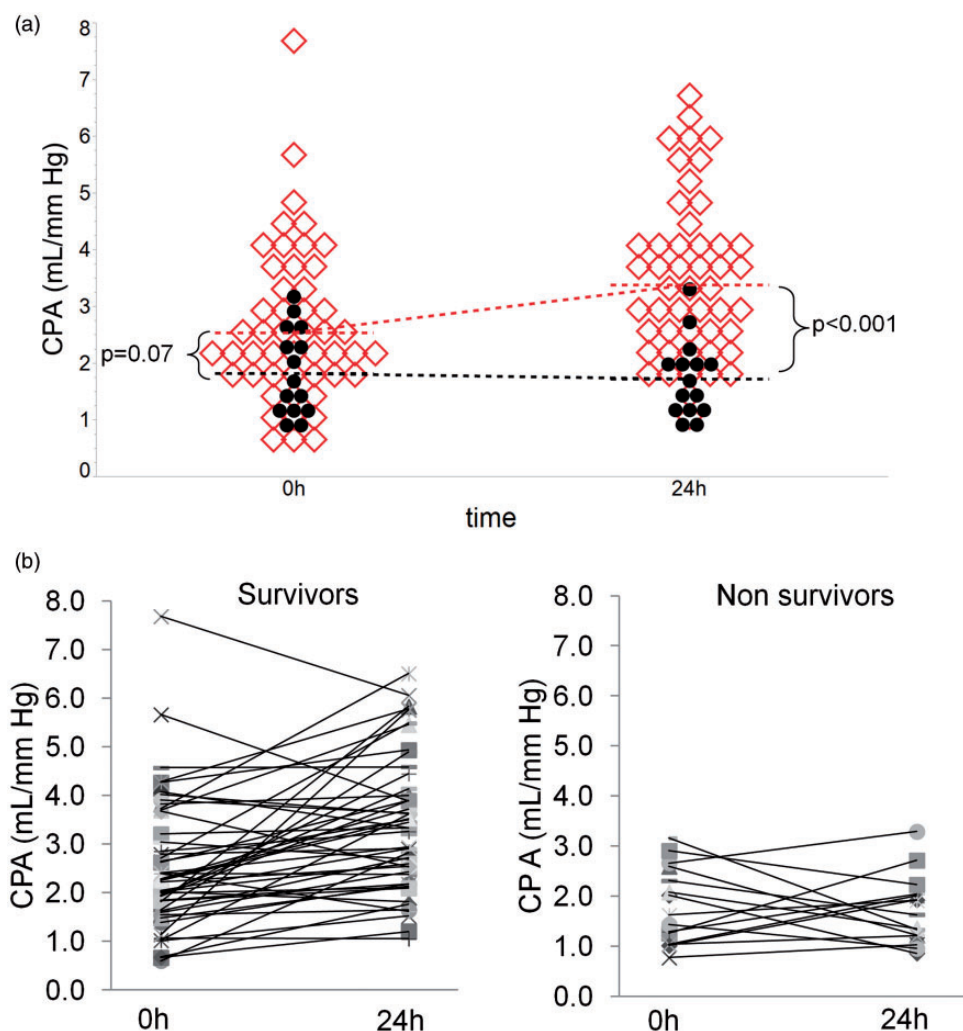 (a)
CPA (mL/mm Hg)
8
7
6
5
4
3
2
1
0
p=0.07
p<0.001
0h
24h
time
(b)
Survivors
CPA (mL/mm Hg)
8.0
7.0
6.0
5.0
4.0
3.0
2.0
1.0
0.0
0h
24h
Non survivors
CP A (mL/mm Hg)
8.0
7.0
6.0
5.0
4.0
3.0
2.0
1.0
0.0
0h
24h